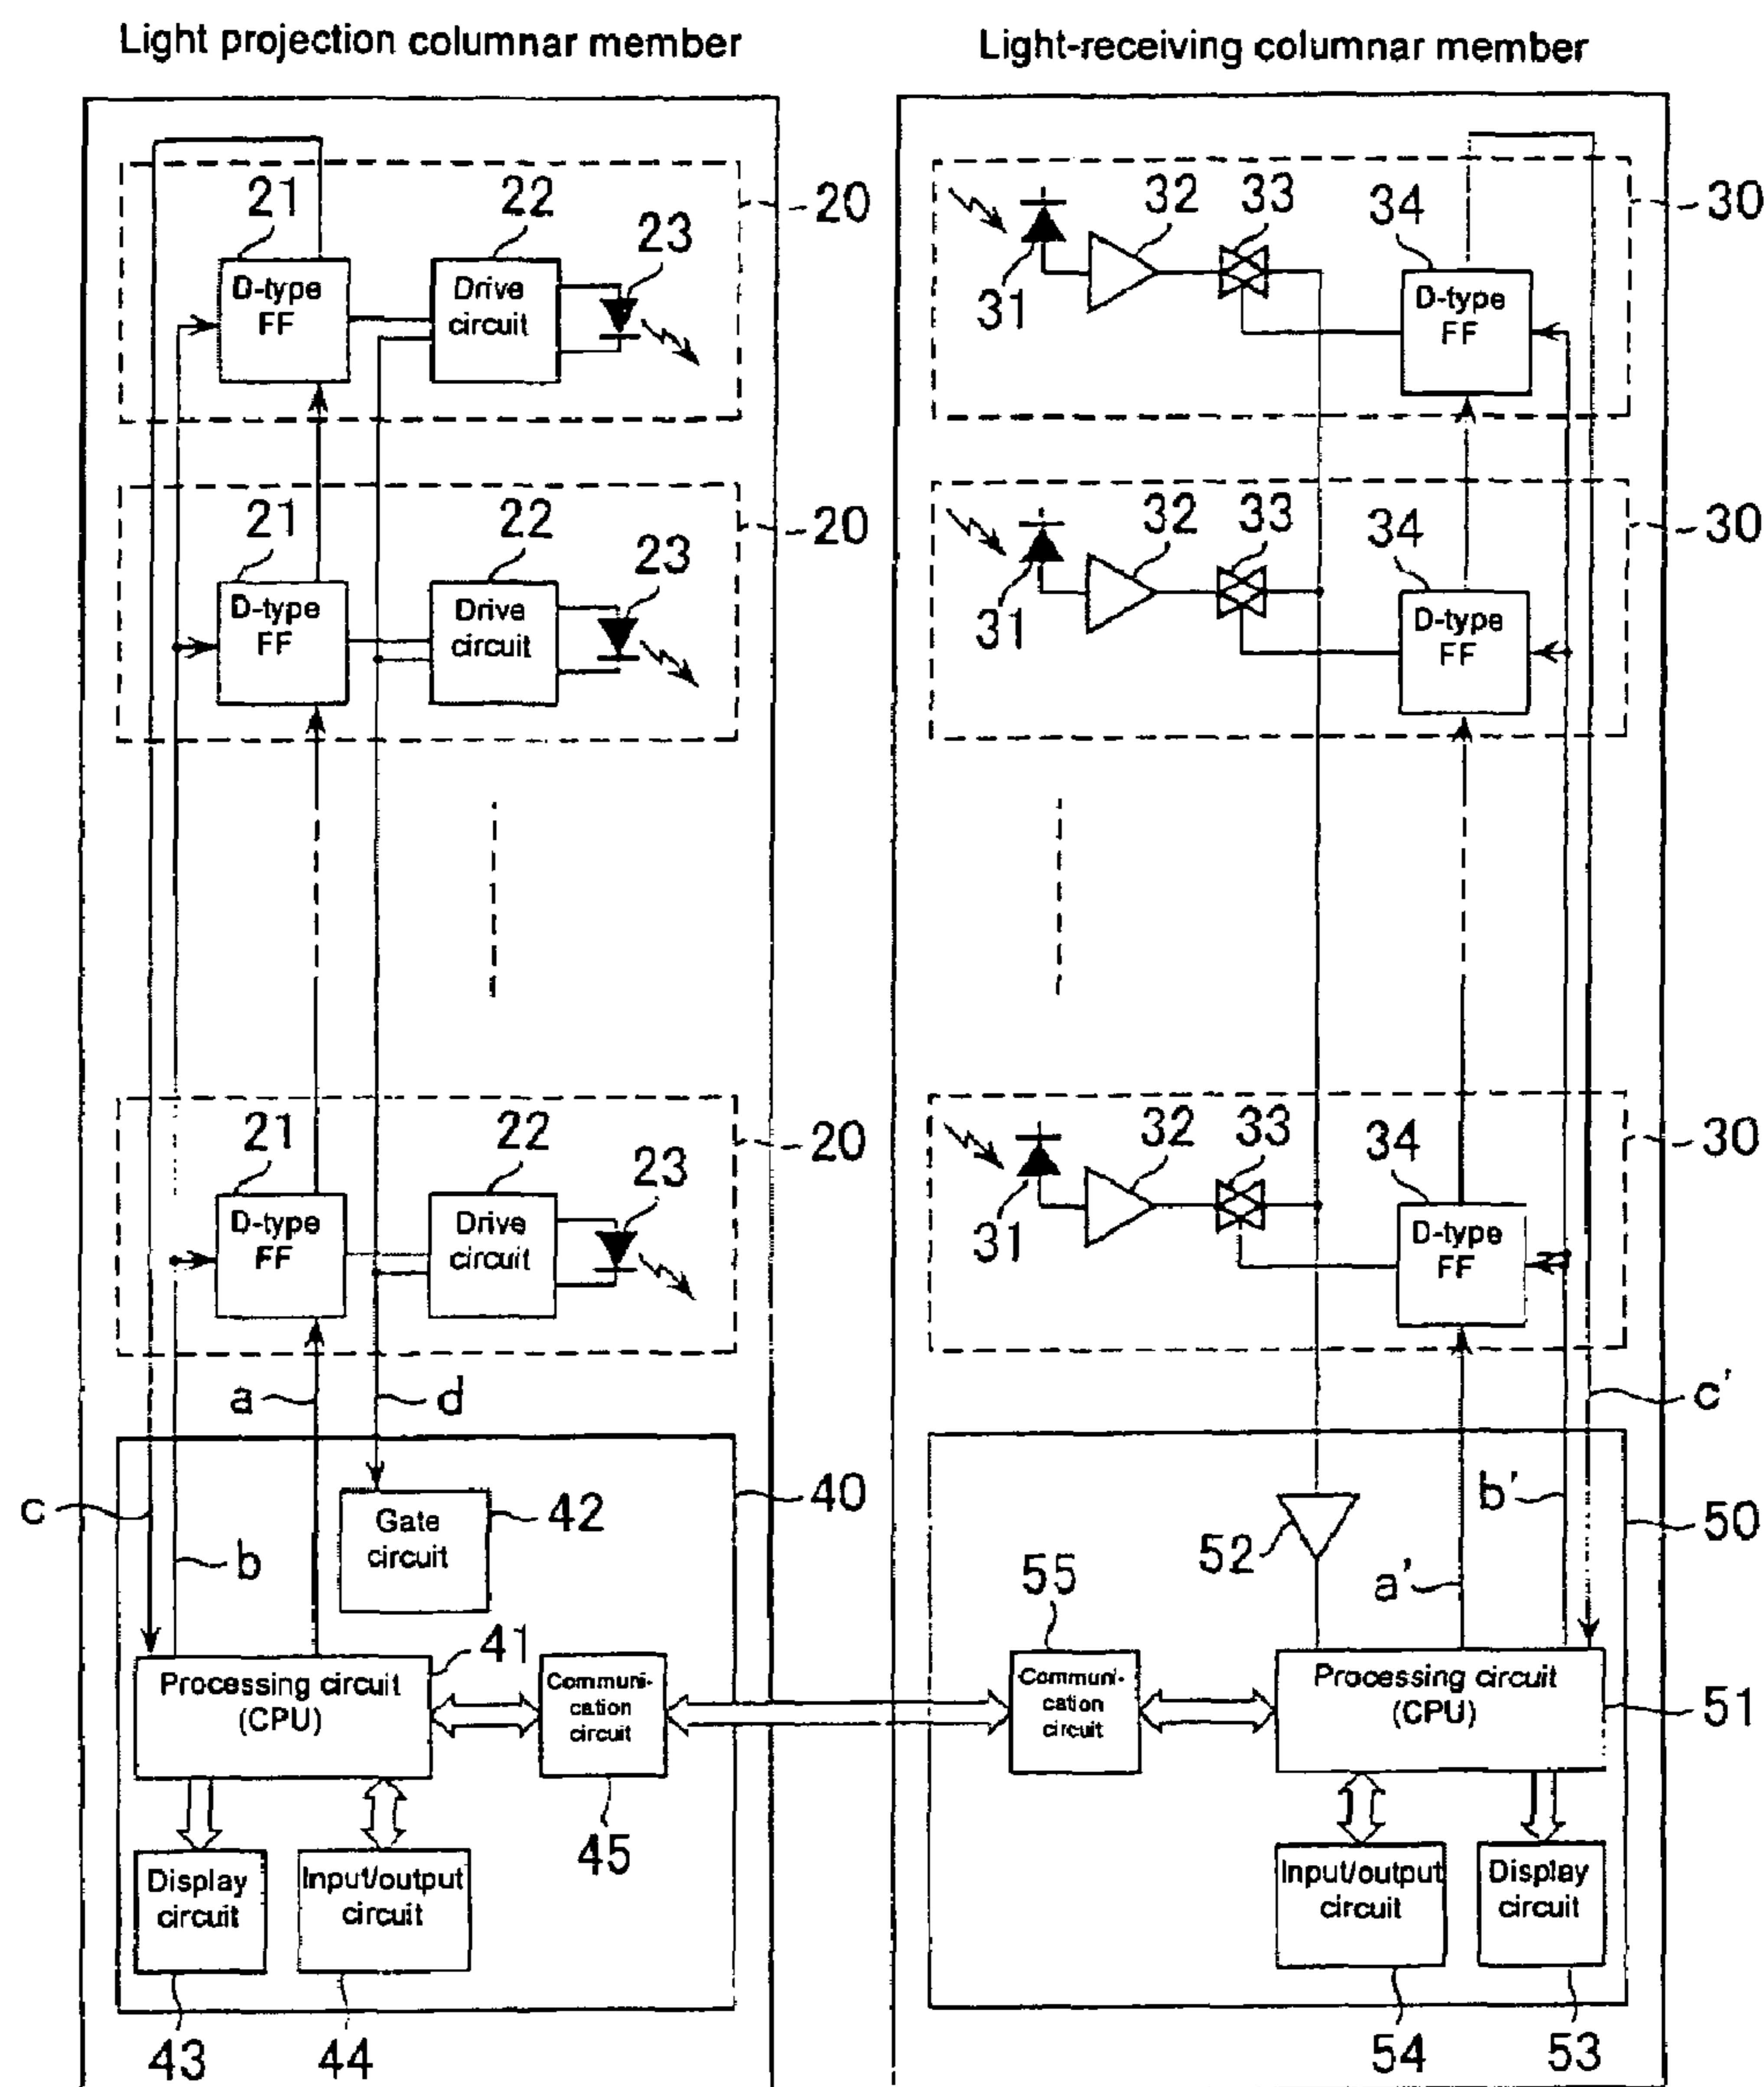 Light projection columnar member
Light-receiving columnar member
21
22
23
20
D-type
FF
Drive
circuit
31
32
33
34
30
D-type
FF
21
22
23
20
D-type
FF
Drive
circuit
31
32
33
34
30
D-type
FF
21
22
23
20
D-type
FF
Drive
circuit
31
32
33
34
30
D-type
FF
a
d
c
b
40
Gate
circuit
42
41
Processing circuit
(CPU)
Communi-
cation
circuit
45
Display
circuit
43
Input/output
circuit
44
c'
b'
a'
50
52
55
Communi-
cation
circuit
Processing circuit
(CPU)
51
Input/output
circuit
54
Display
circuit
53